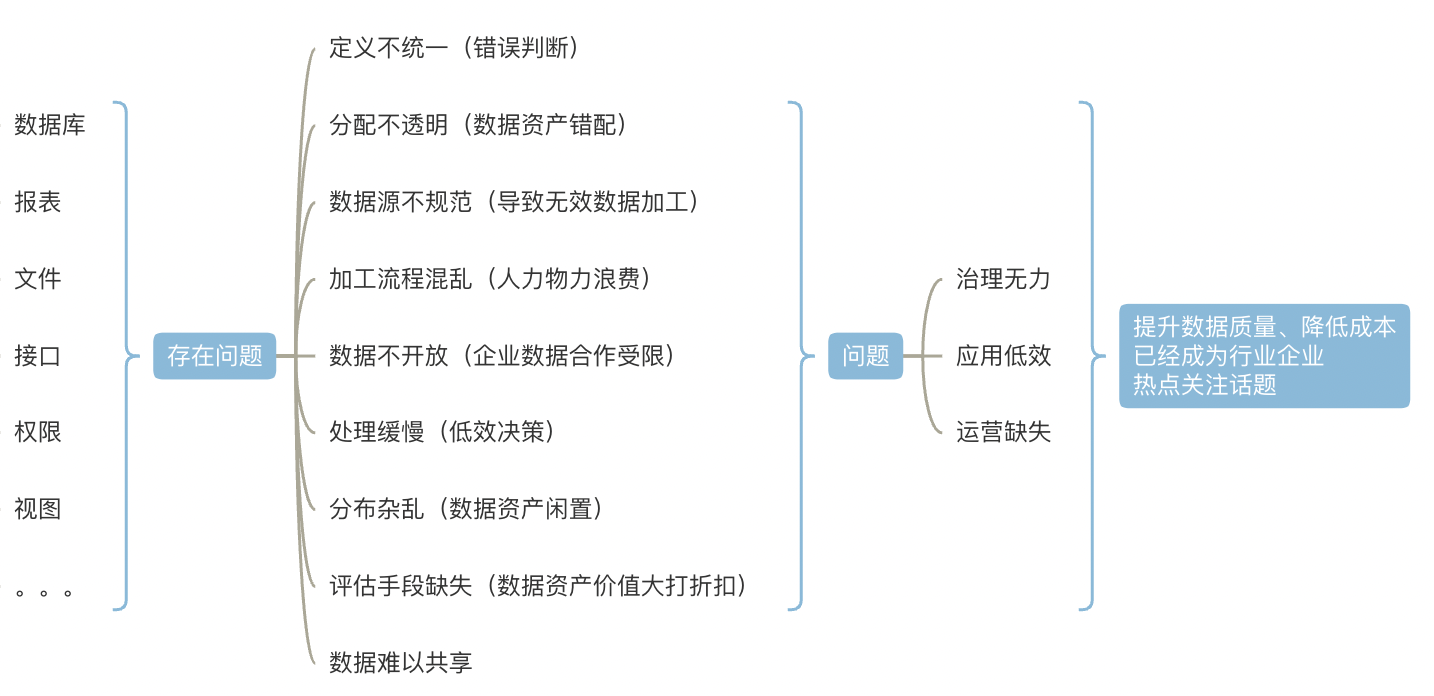 数据库
报表
文件
接口
权限
视图
。。。
存在问题
定义不统一（错误判断）
分配不透明（数据资产错配）
数据源不规范（导致无效数据加工）
加工流程混乱（人力物力浪费）
数据不开放（企业数据合作受限）
处理缓慢（低效决策）
分布杂乱（数据资产闲置）
评估手段缺失（数据资产价值大打折扣）
数据难以共享
问题
治理无力
应用低效
运营缺失
提升数据质量、降低成本
已经成为行业企业
热点关注话题